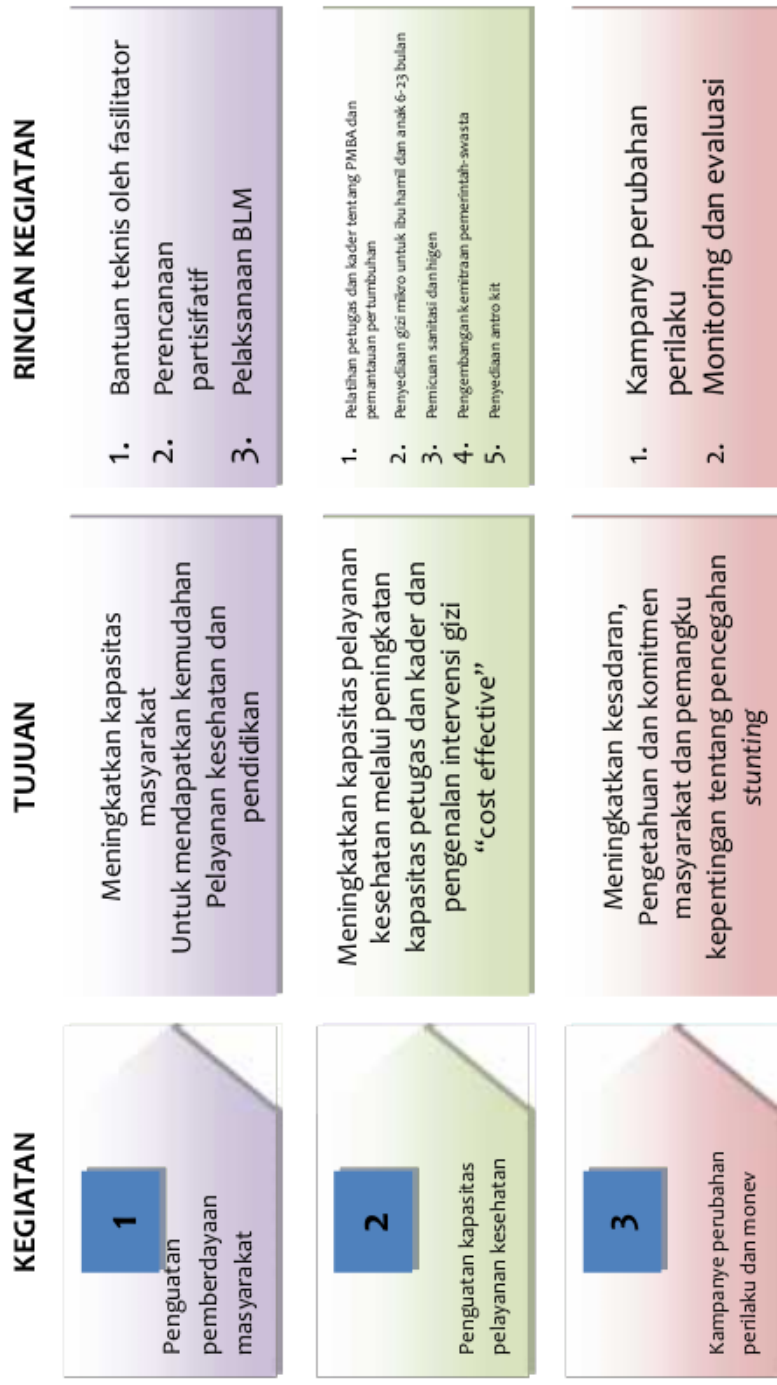 KEGIATAN
TUJUAN
RINCIAN KEGIATAN
1
Penguatan
pemberdayaan
masyarakat
Meningkatkan kapasitas
masyarakat
Untuk mendapatkan kemudahan
Pelayanan kesehatan dan
pendidikan
1. Bantuan teknis oleh fasilitator
2. Perencanaan
partisifatif
3. Pelaksanaan BLM
2
Penguatan kapasitas
pelayanan kesehatan
Meningkatkan kapasitas pelayanan
kesehatan melalui peningkatan
kapasitas petugas dan kader dan
pengenalan intervensi gizi
“cost effective”
1. Pelatihan petugas dan kader tentang PMBA dan
pemantauan pertumbuhan
2. Penyediaan gizi mikro untuk ibu hamil dan anak 6-23 bulan
3. Pemicuan sanitasi dan higen
4. Pengembangan kemitraan pemerintah-swasta
5. Penyediaan antro kit
3
Kampanye perubahan
perilaku dan monev
Meningkatkan kesadaran,
Pengetahuan dan komitmen
masyarakat dan pemangku
kepentingan tentang pencegahan
stunting
1. Kampanye perubahan
perilaku
2. Monitoring dan evaluasi